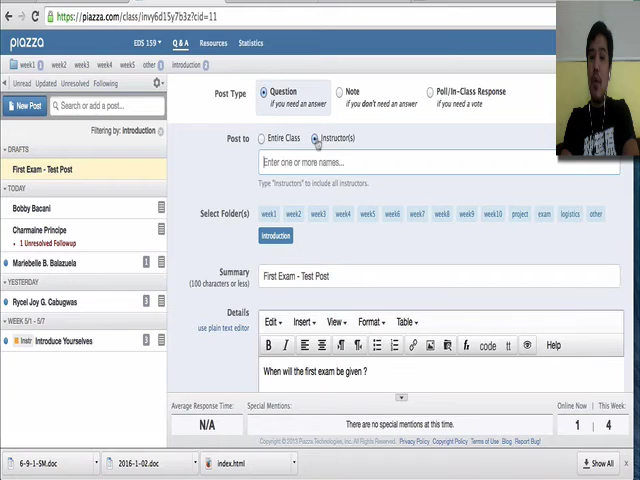 https://piazza.com/class/invy6d15y7b3z?cid=11
piazza
EDS 159
Q & A
Resources
Statistics
week1 1
week2
week3
week4
week5
other 2
introduction 2
Unread
Updated
Unresolved
Following
New Post
Search or add a post...
Filtering by: introduction
DRAFTS
First Exam - Test Post
TODAY
Bobby Bacani
Charmaine Principe
1 Unresolved Followup
Mariebelle B. Balazuela 1
YESTERDAY
Rycel Joy G. Cabugwas 3
WEEK 5/1 - 5/7
Instr Introduce Yourselves 3
Post Type
Question
if you need an answer
Note
if you don't need an answer
Poll/In-Class Response
if you need a vote
Post to
Entire Class
Instructor(s)
Enter one or more names...
Type "Instructors" to include all instructors.
Select Folder(s)
week1 week2 week3 week4 week5 week6 week7 week8 week9 week10 project exam logistics other
introduction
Summary
(100 characters or less)
First Exam - Test Post
Details
use plain text editor
Edit Insert View Format Table
B I fx code tt Help
When will the first exam be given ?
Average Response Time:
N/A
Special Mentions:
There are no special mentions at this time.
Online Now
1
This Week:
4
Copyright © 2013 Piazza Technologies, Inc. All Rights Reserved. Privacy Policy Copyright Policy Terms of Use Blog Report Bug!
6-9-1-5M.doc
2016-1-02.doc
index.html
Show All